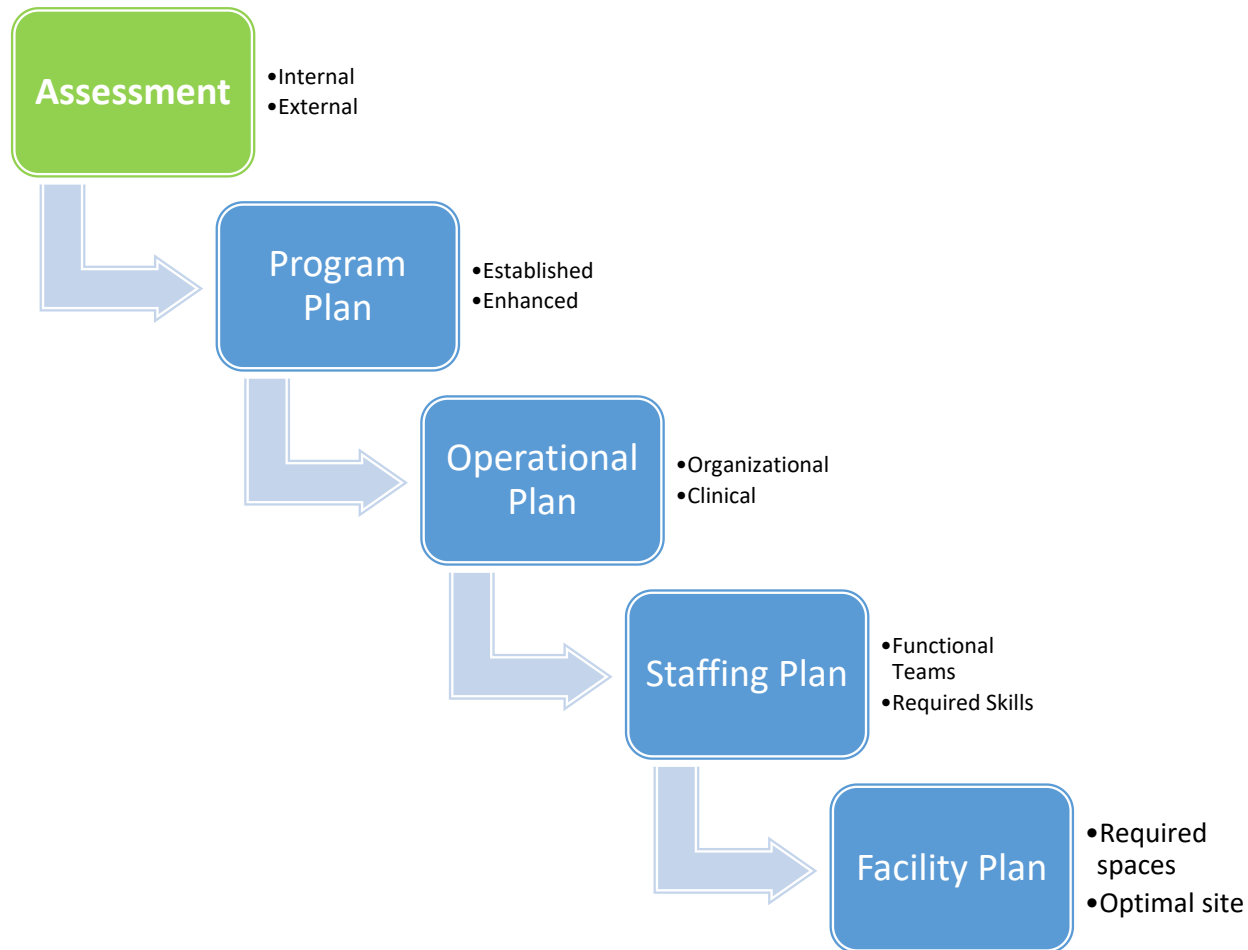 Assessment
•Internal
•External
Program
Plan
•Established
•Enhanced
Operational
Plan
•Organizational
•Clinical
Staffing Plan
•Functional
Teams
•Required Skills
Facility Plan
•Required
spaces
•Optimal site